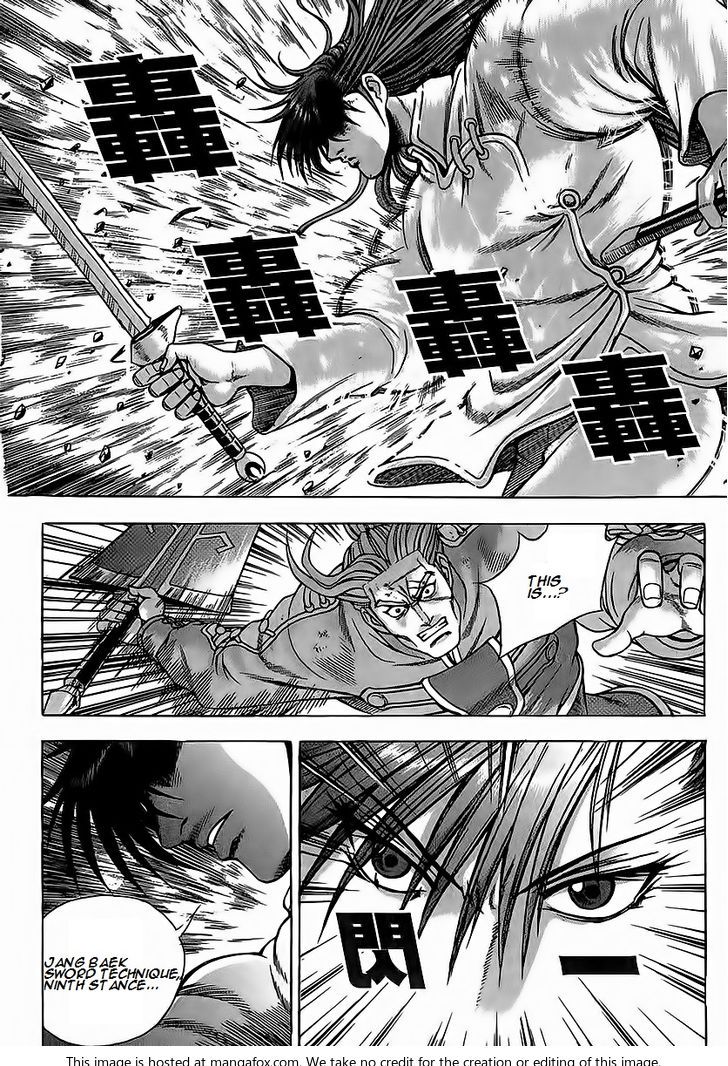 轟
轟
轟
轟
THIS
IS...?
JANG BAEK
SWORD TECHNIQUE,
NINTH STANCE...
一閃
This image is hosted at mangafox.com. We take no credit for the creation or editing of this image.